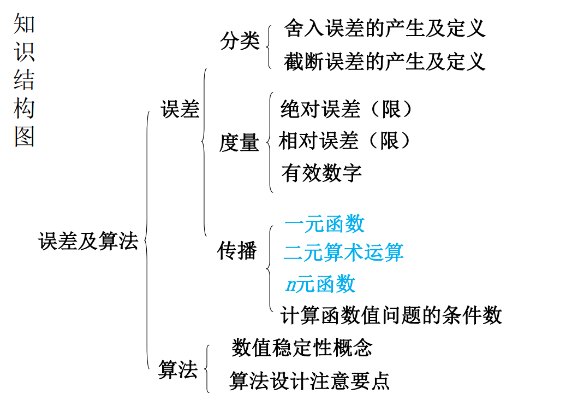 知识结构图
误差及算法
误差
分类
舍入误差的产生及定义
截断误差的产生及定义
度量
绝对误差（限）
相对误差（限）
有效数字
传播
一元函数
二元算术运算
n元函数
计算函数值问题的条件数
算法
数值稳定性概念
算法设计注意要点